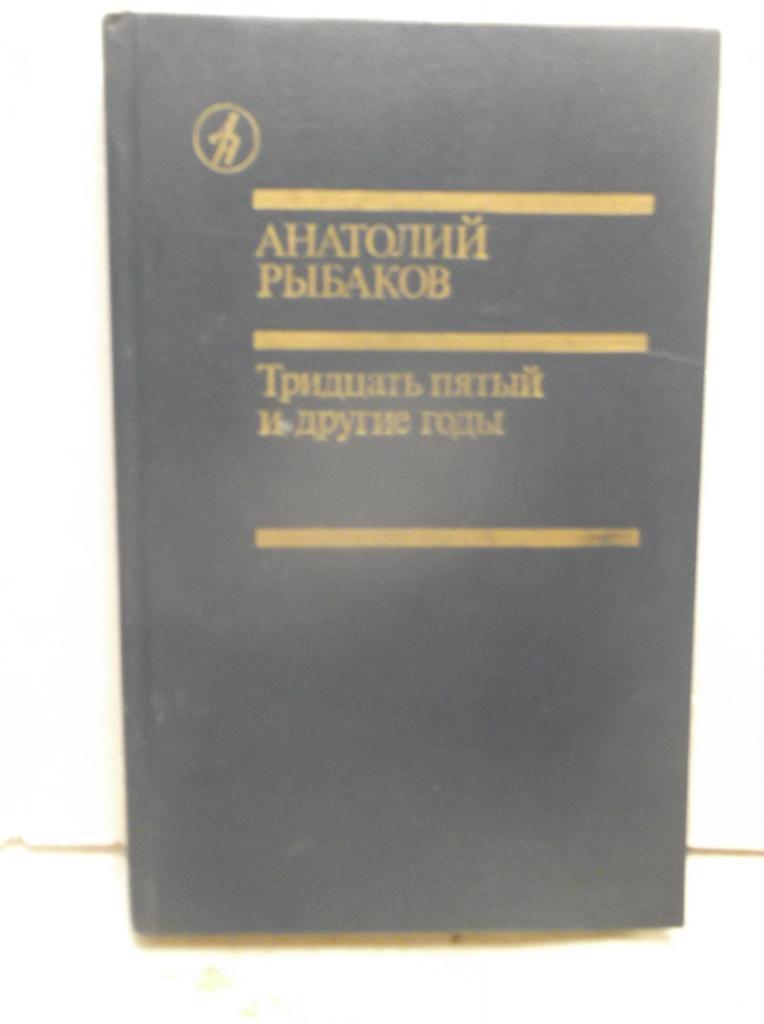 АНАТОЛИЙ
РЫБАКОВ
Тридцать пятый
и другие годы